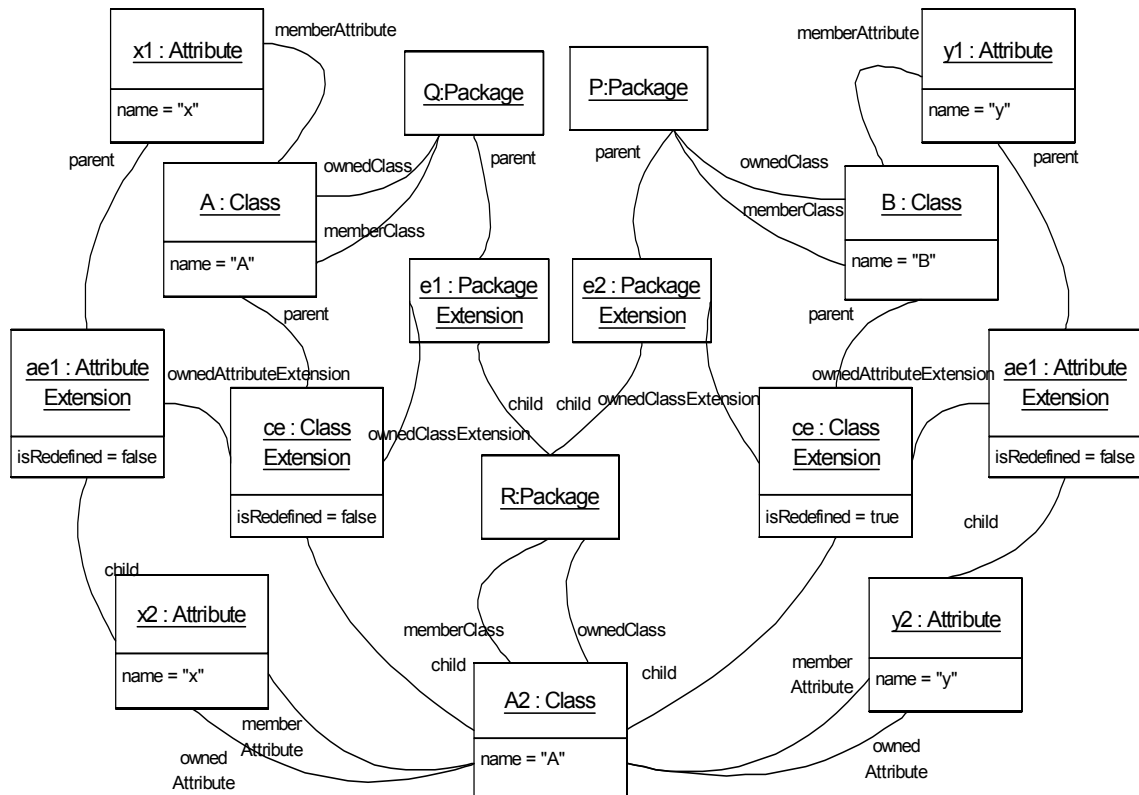 x1 : Attribute
name = "x"
memberAttribute
Q:Package
P:Package
memberAttribute
y1 : Attribute
name = "y"
parent
ownedClass
parent
parent
ownedClass
parent
A : Class
name = "A"
memberClass
memberClass
B : Class
name = "B"
e1 : Package
Extension
e2 : Package
Extension
parent
parent
ae1 : Attribute
Extension
isRedefined = false
ownedAttributeExtension
ownedAttributeExtension
ae1 : Attribute
Extension
isRedefined = false
ce : Class
Extension
isRedefined = false
ownedClassExtension
child
child
ownedClassExtension
ce : Class
Extension
isRedefined = true
R:Package
child
child
x2 : Attribute
name = "x"
memberClass
ownedClass
y2 : Attribute
name = "y"
child
child
member
Attribute
A2 : Class
name = "A"
member
Attribute
owned
Attribute
owned
Attribute